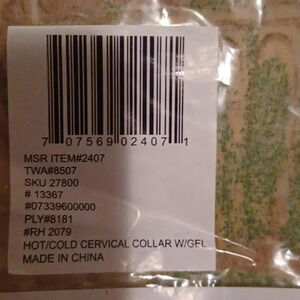 7 07569 02407 1
MSR ITEM#2407
TWA#8507
SKU 27800
# 13367
#07339600000
PLY#8181
#RH 2079
HOT/COLD CERVICAL COLLAR W/GEL
MADE IN CHINA